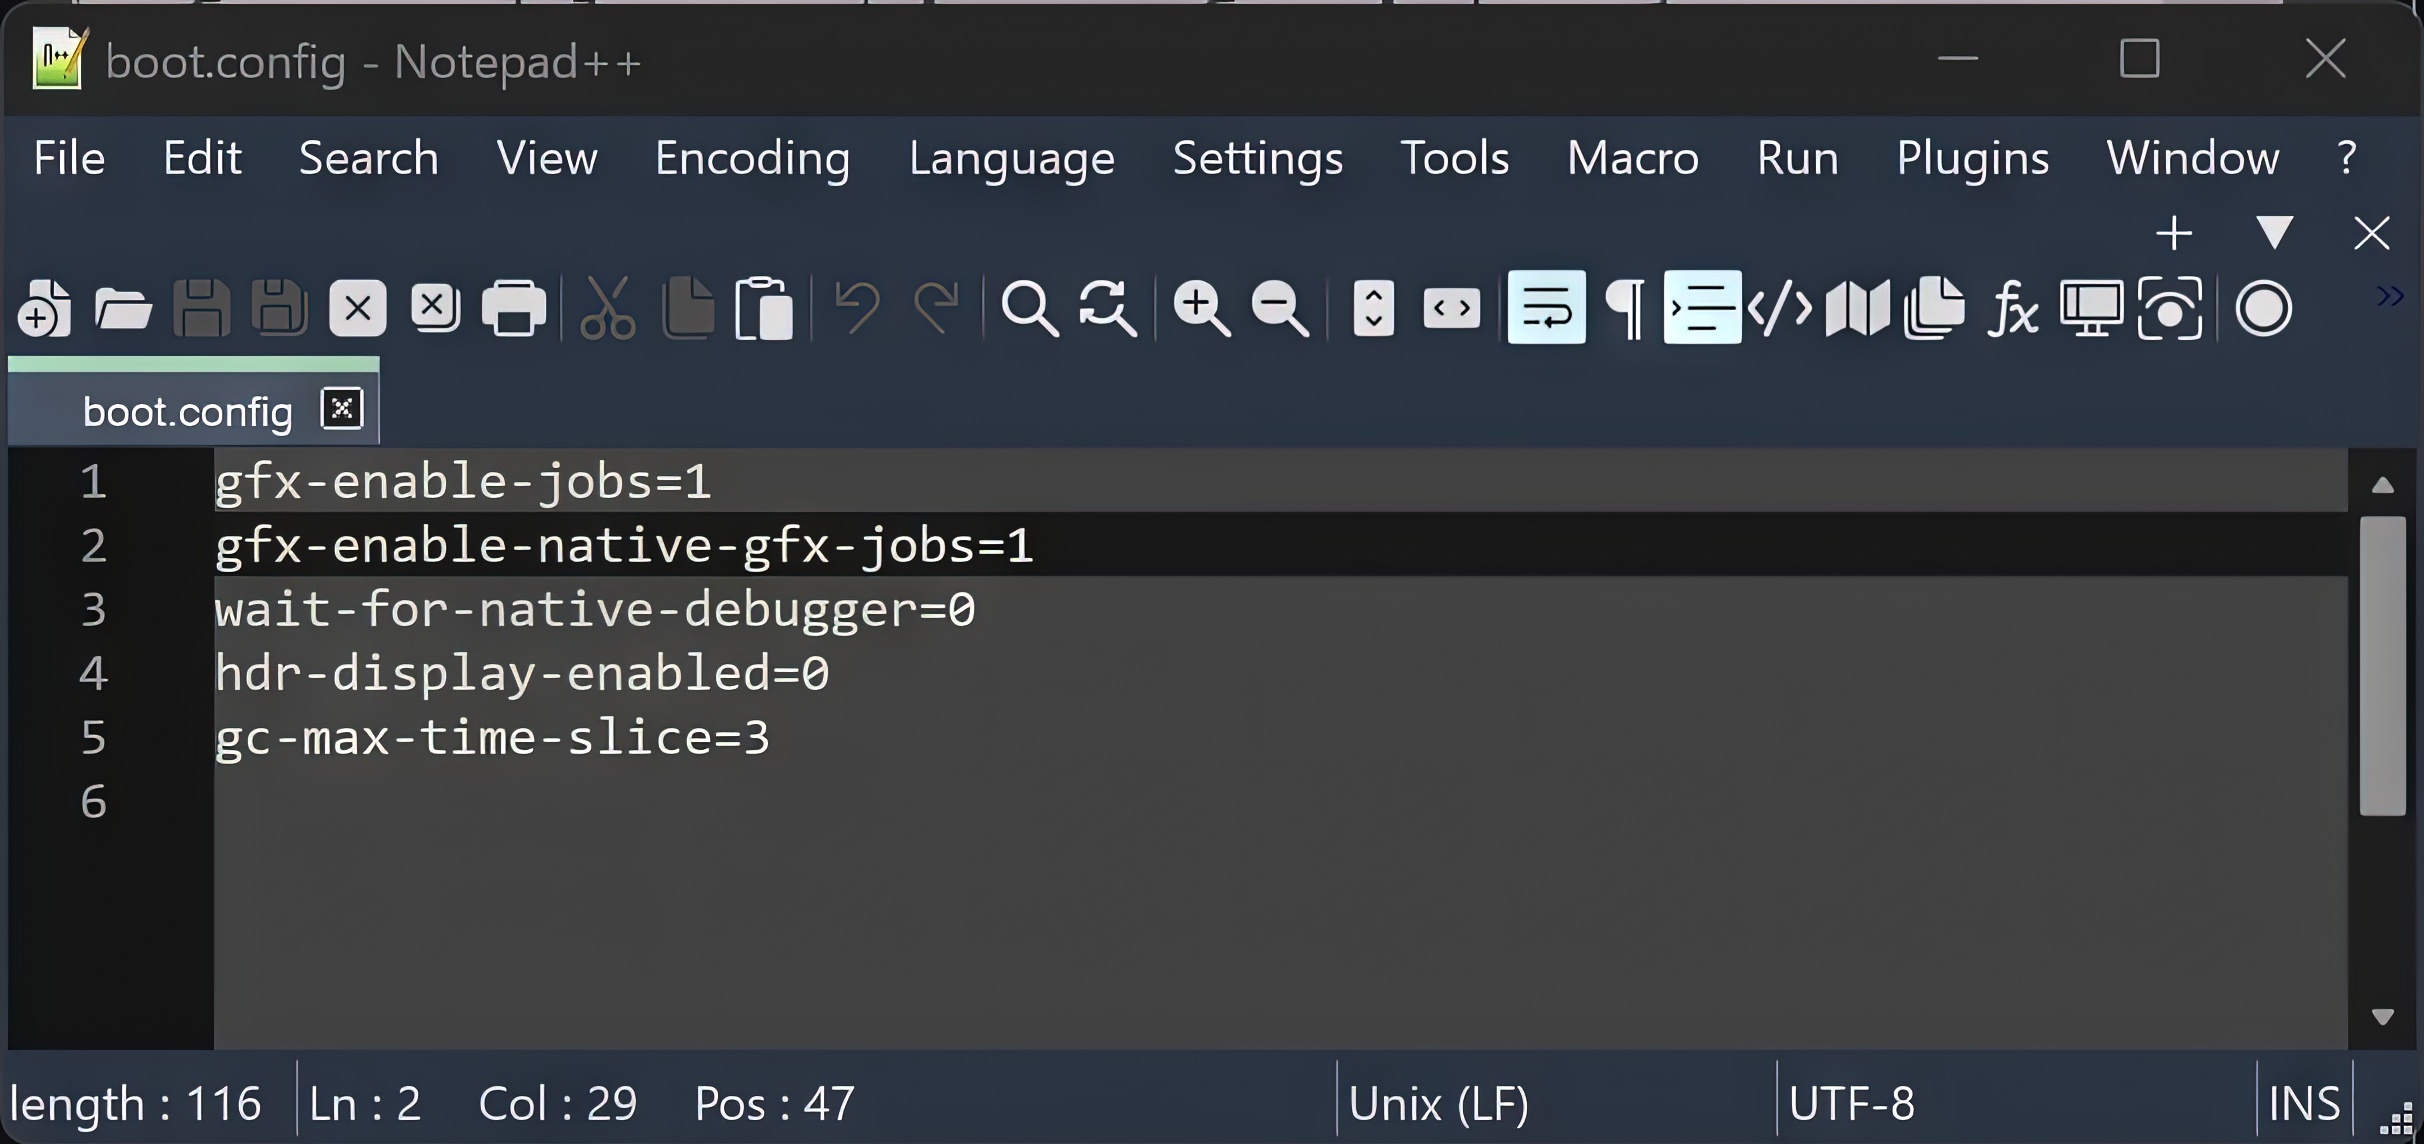 boot.config - Notepad++
File Edit Search View Encoding Language Settings Tools Macro Run Plugins Window ?
boot.config
1 gfx-enable-jobs=1
2 gfx-enable-native-gfx-jobs=1
3 wait-for-native-debugger=0
4 hdr-display-enabled=0
5 gc-max-time-slice=3
6
length : 116 Ln : 2 Col : 29 Pos : 47 Unix (LF) UTF-8 INS